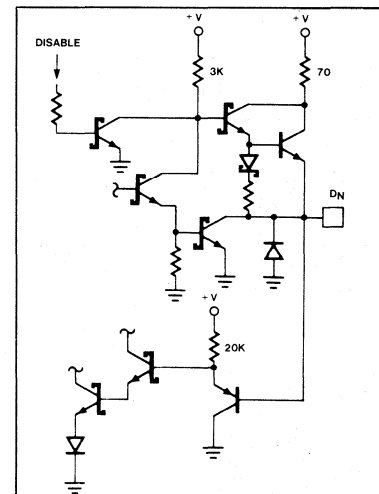 + V
+ V
DISABLE
3K
70
DN
+ V
20K